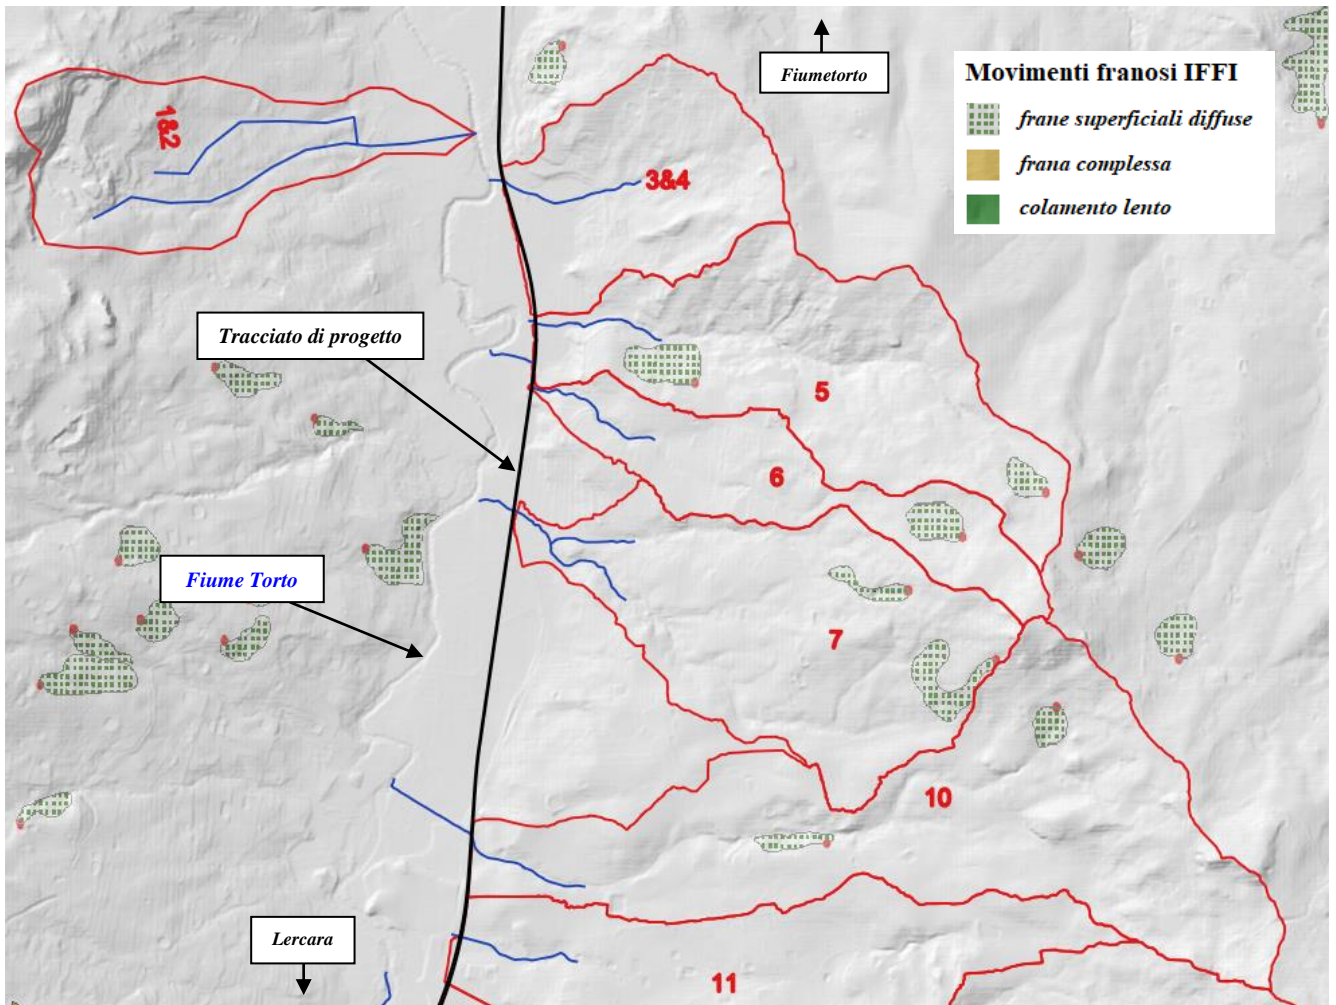 Fiumetorto
Movimenti franosi IFFI
frane superficiali diffuse
frana complessa
colamento lento
1&2
3&4
Tracciato di progetto
5
6
Fiume Torto
7
10
Lercara
11